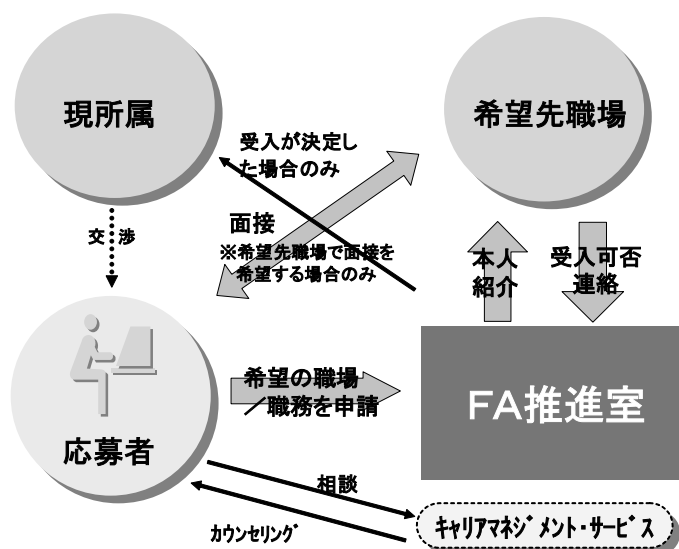 現所属
希望先職場
受入が決定し
た場合のみ
面接
※希望先職場で面接を
希望する場合のみ
交渉
本人
紹介
受入可否
連絡
希望の職場
／職務を申請
FA推進室
応募者
相談
カウンセリング
キャリアマネジメント・サービス